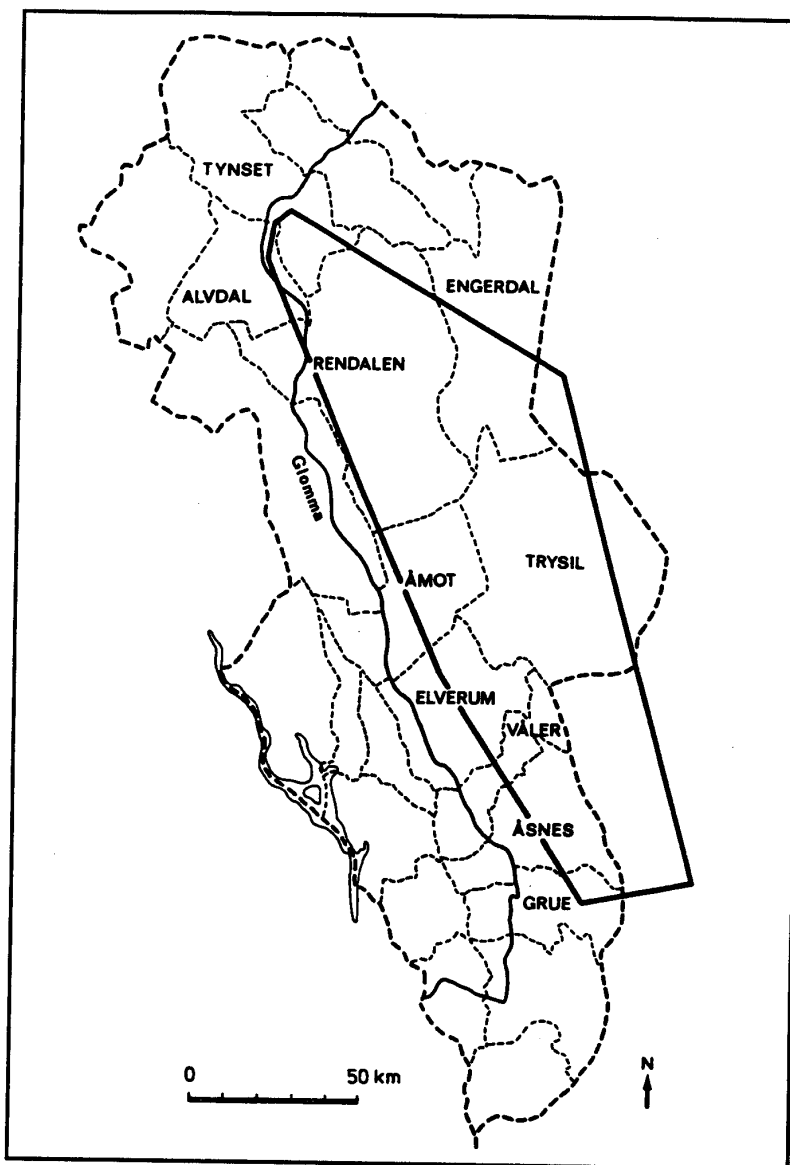 TYNSET
ENGERDAL
ALVDAL
RENDALEN
Glomma
TRYSIL
ÅMOT
ELVERUM
VÅLER
ÅSNES
GRUE
0 50 km
N